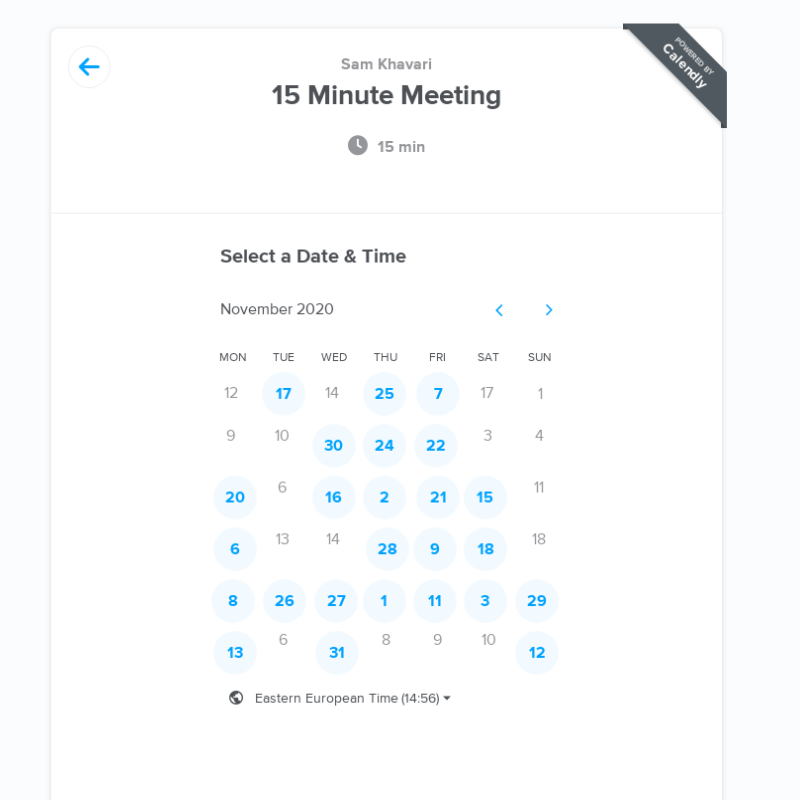 Sam Khavari
15 Minute Meeting
15 min
POWERED BY
Calendly
Select a Date & Time
November 2020
MON TUE WED THU FRI SAT SUN
12 17 14 25 7 17 1
9 10 30 24 22 3 4
20 6 16 2 21 15 11
6 13 14 28 9 18 18
8 26 27 1 11 3 29
13 6 31 8 9 10 12
Eastern European Time (14:56)